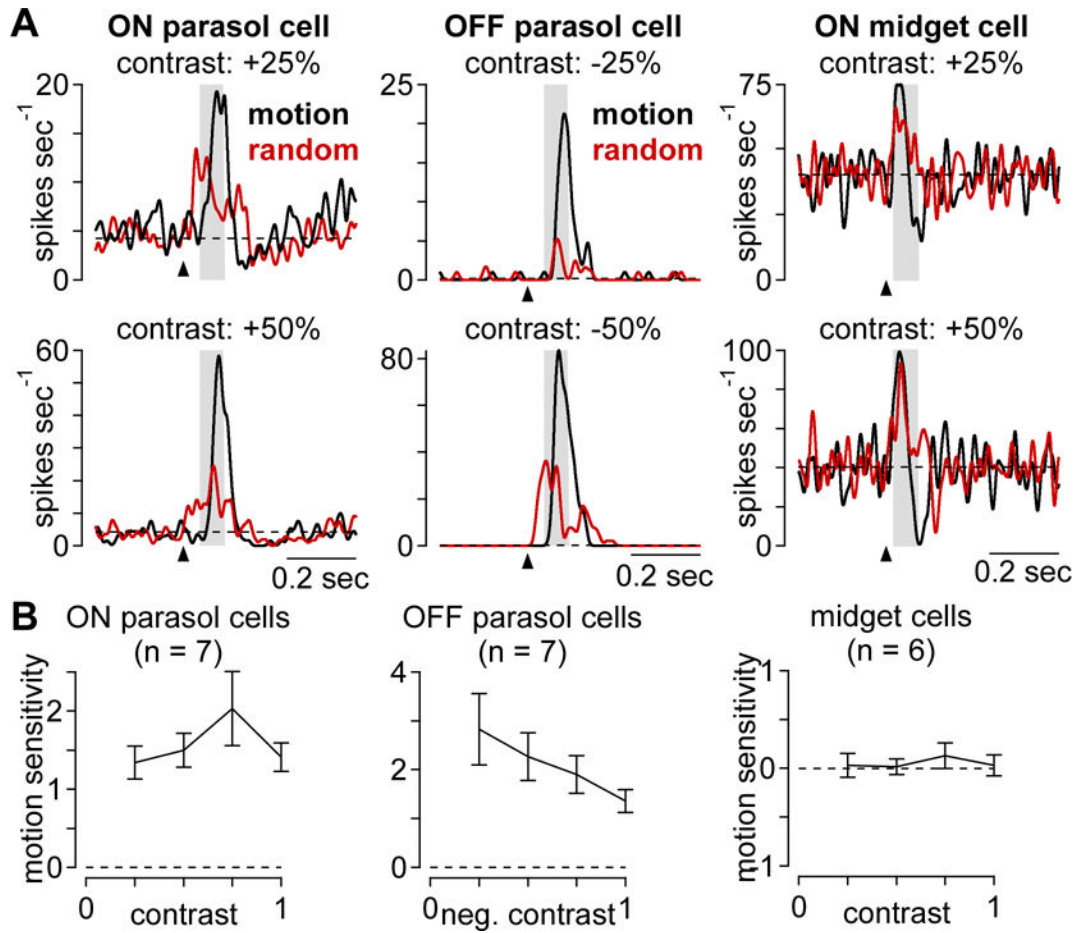 A
ON parasol cell
contrast: +25%
20
spikes sec-1
0
motion
random
OFF parasol cell
contrast: -25%
25
0
motion
random
ON midget cell
contrast: +25%
75
spikes sec-1
0
contrast: +50%
60
spikes sec-1
0
0.2 sec
contrast: -50%
80
0
0.2 sec
contrast: +50%
100
spikes sec-1
0
0.2 sec
B
ON parasol cells
(n = 7)
motion sensitivity
2
1
0
0
contrast
1
OFF parasol cells
(n = 7)
4
2
0
0
neg. contrast
1
midget cells
(n = 6)
motion sensitivity
1
0
-1
0
contrast
1